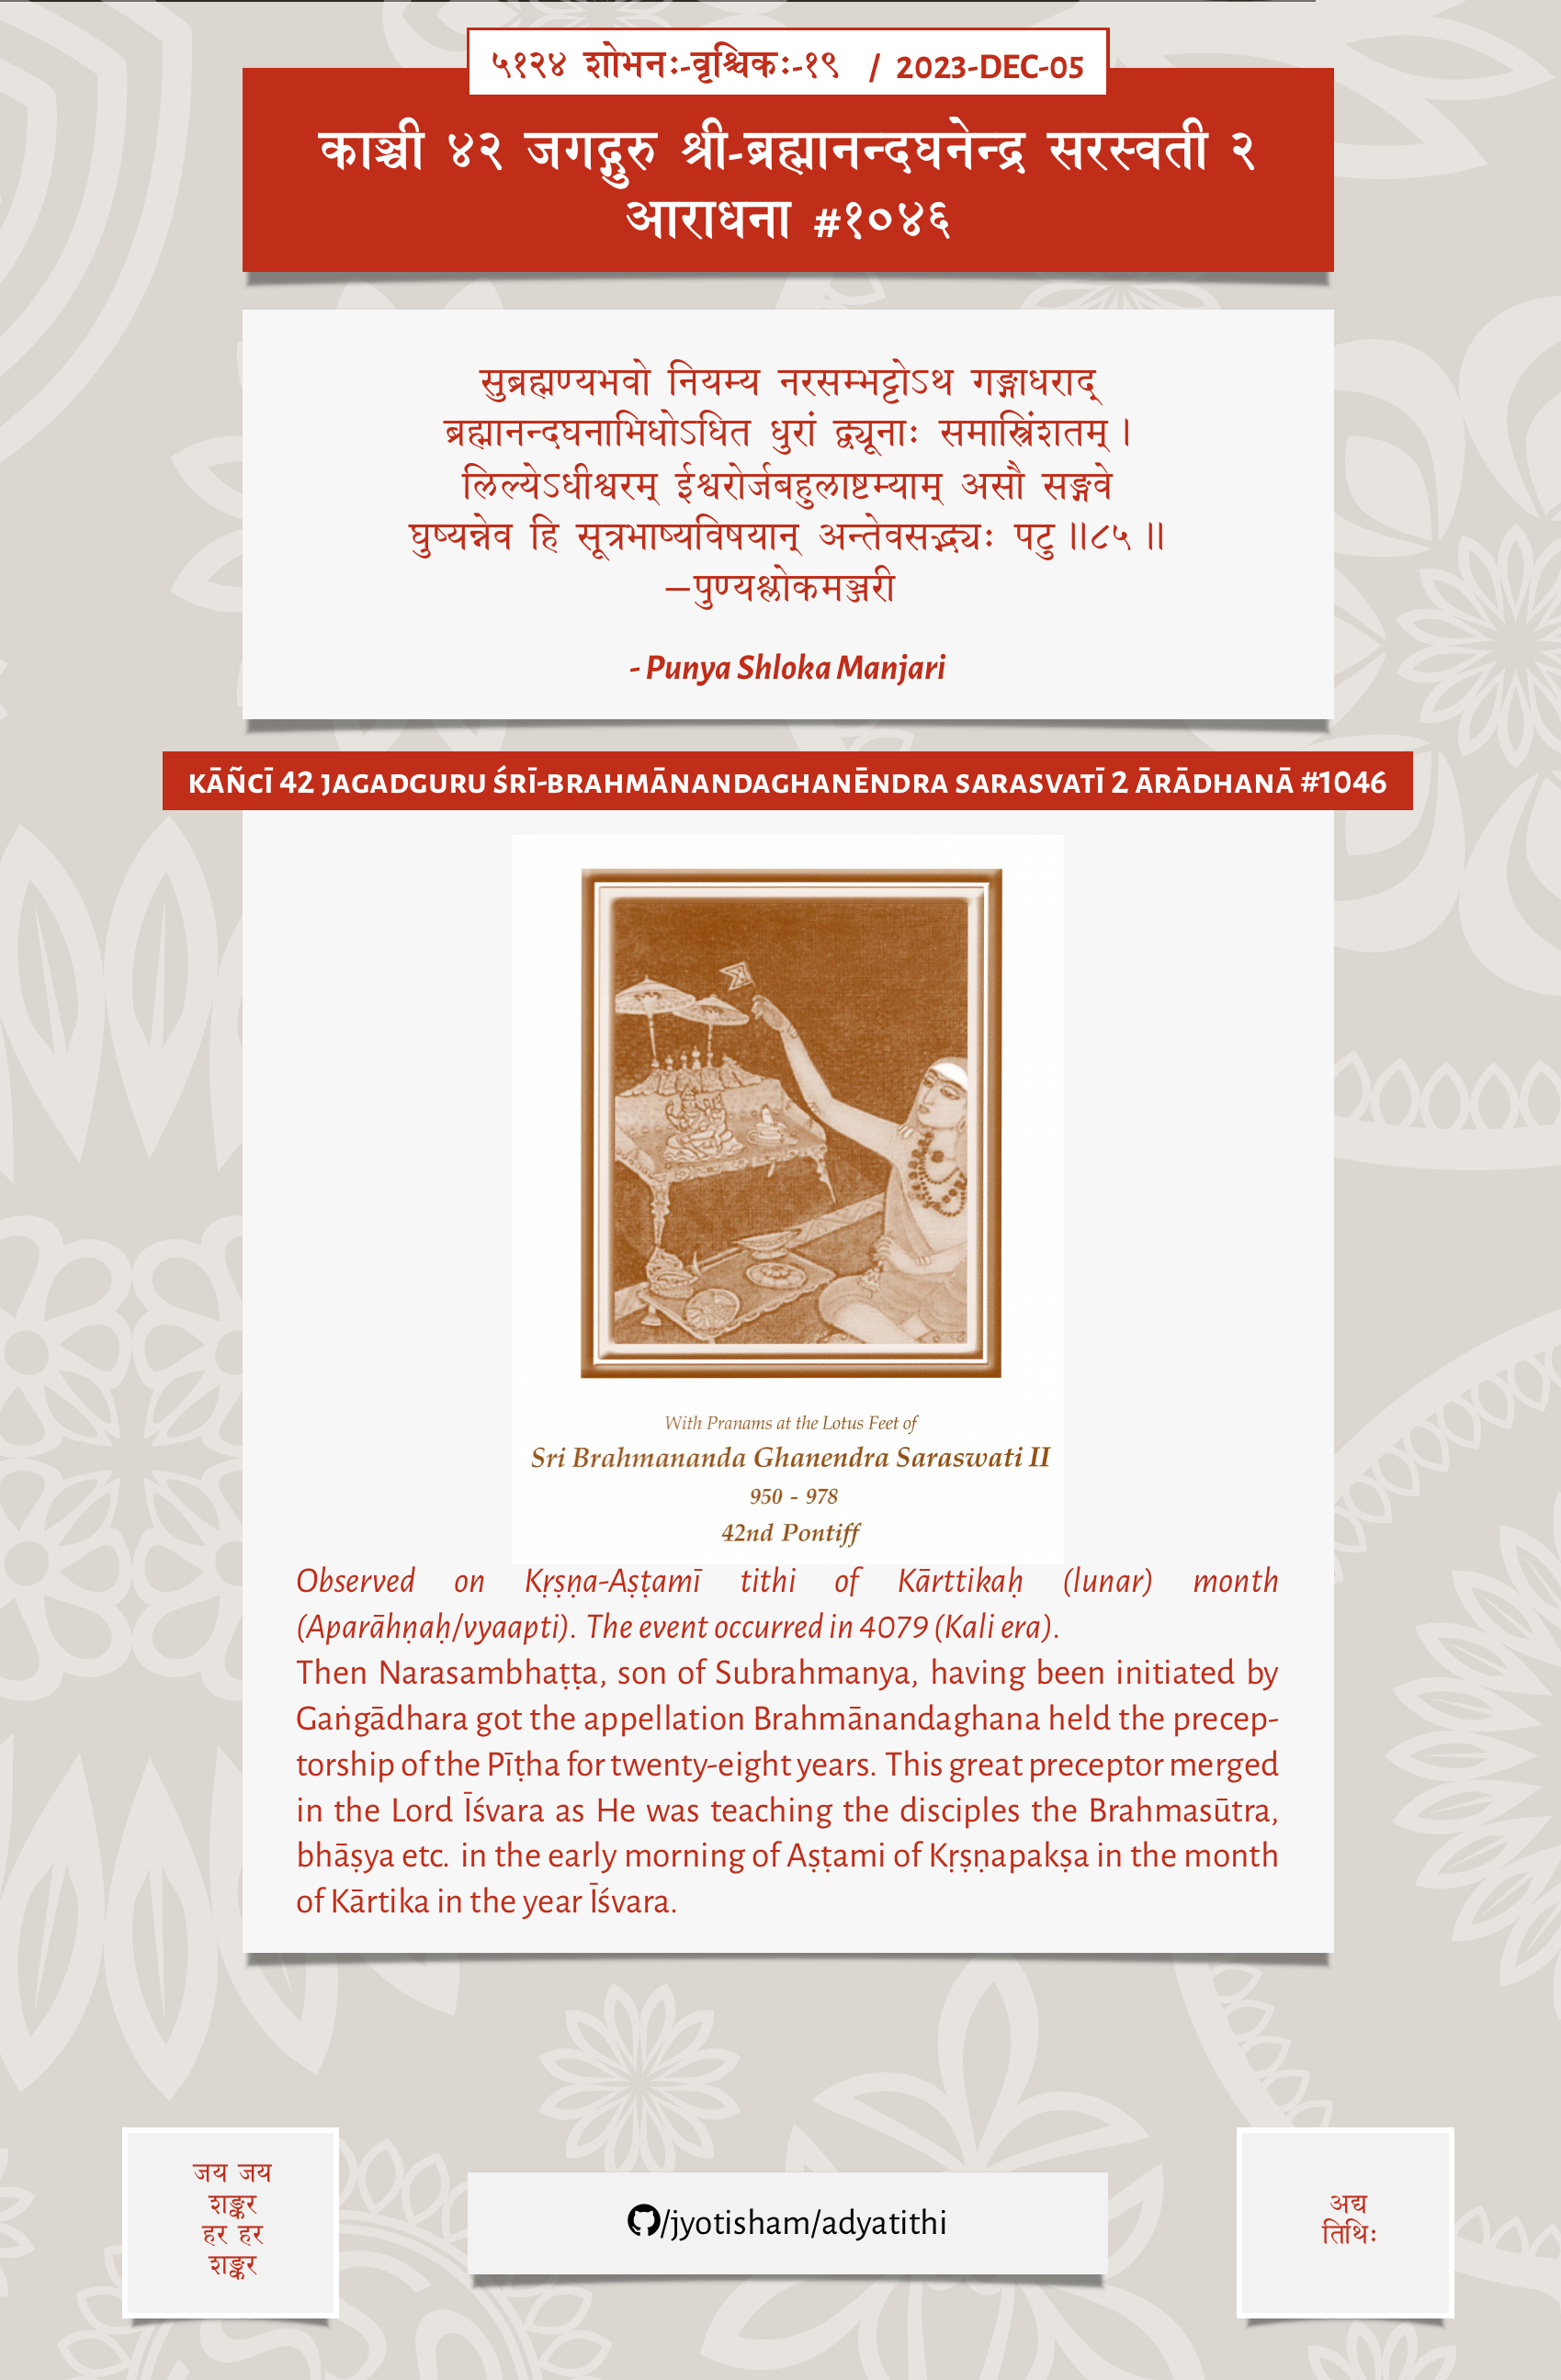 ५१२४ शोभनः-वृश्चिकः-१९ / 2023-DEC-05
काञ्ची ४२ जगद्गुरु श्री-ब्रह्मानन्दघनेन्द्र सरस्वती २
आराधना #१०४६
सुब्रह्मण्यभवो नियम्य नरसम्भट्टोऽथ गङ्गाधराद्
ब्रह्मानन्दघनाभिधोऽधित धुरां द्व्यूनाः समास्त्रिंशतम् ।
लिल्येऽधीश्वरम् ईश्वरोर्जबहुलाष्टम्याम् असौ सङ्गवे
घुष्यन्नेव हि सूत्रभाष्यविषयान् अन्तेवसद्भ्यः पटु ॥८५ ॥
—पुण्यश्लोकमञ्जरी
- Punya Shloka Manjari
KĀÑCĪ 42 JAGADGURU ŚRĪ-BRAHMĀNANDAGHANĒNDRA SARASVATĪ 2 ĀRĀDHANĀ #1046
With Pranams at the Lotus Feet of
Sri Brahmananda Ghanendra Saraswati II
950 - 978
42nd Pontiff
Observed on Kṛṣṇa-Aṣṭamī tithi of Kārttikaḥ (lunar) month
(Aparāhṇaḥ/vyaapti). The event occurred in 4079 (Kali era).
Then Narasambhaṭṭa, son of Subrahmanya, having been initiated by
Gaṅgādhara got the appellation Brahmānandaghana held the precep-
torship of the Pīṭha for twenty-eight years. This great preceptor merged
in the Lord Īśvara as He was teaching the disciples the Brahmasūtra,
bhāṣya etc. in the early morning of Aṣṭami of Kṛṣṇapakṣa in the month
of Kārtika in the year Īśvara.
जय जय
शङ्कर
हर हर
शङ्कर
/jyotisham/adyatithi
अद्य
तिथिः